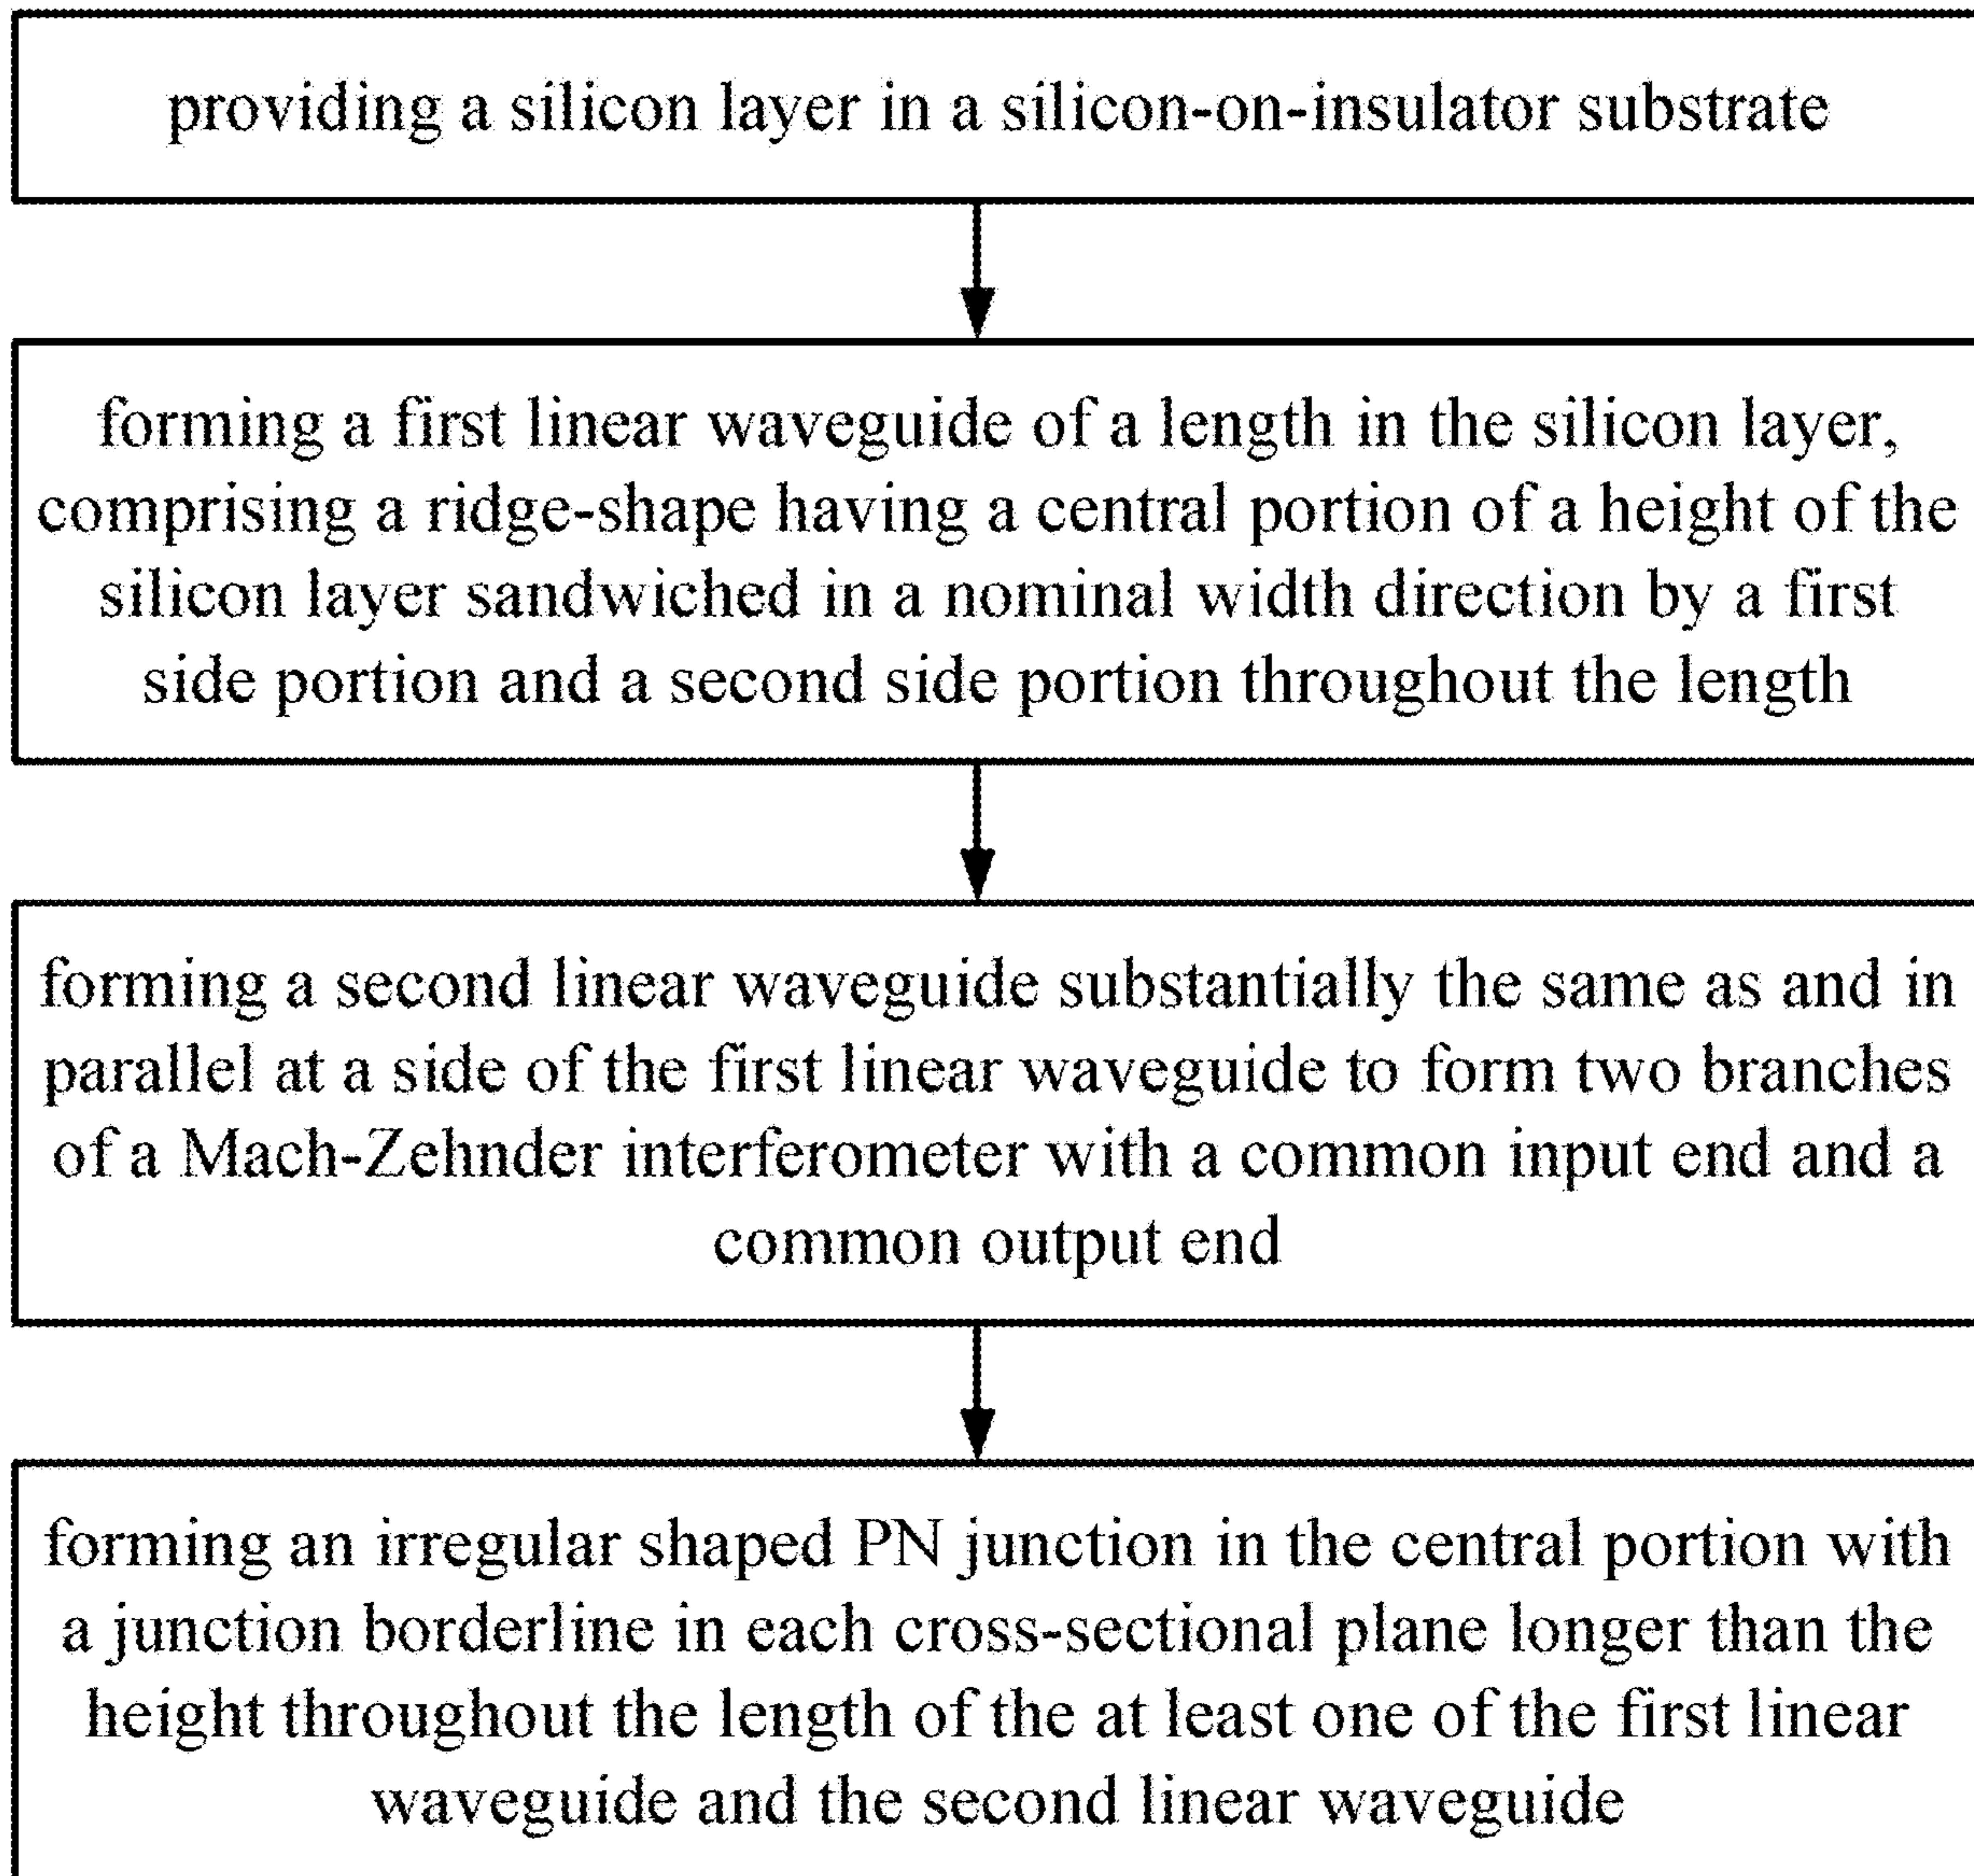 providing a silicon layer in a silicon-on-insulator substrate
forming a first linear waveguide of a length in the silicon layer,
comprising a ridge-shape having a central portion of a height of the
silicon layer sandwiched in a nominal width direction by a first
side portion and a second side portion throughout the length
forming a second linear waveguide substantially the same as and in
parallel at a side of the first linear waveguide to form two branches
of a Mach-Zehnder interferometer with a common input end and a
common output end
forming an irregular shaped PN junction in the central portion with
a junction borderline in each cross-sectional plane longer than the
height throughout the length of the at least one of the first linear
waveguide and the second linear waveguide